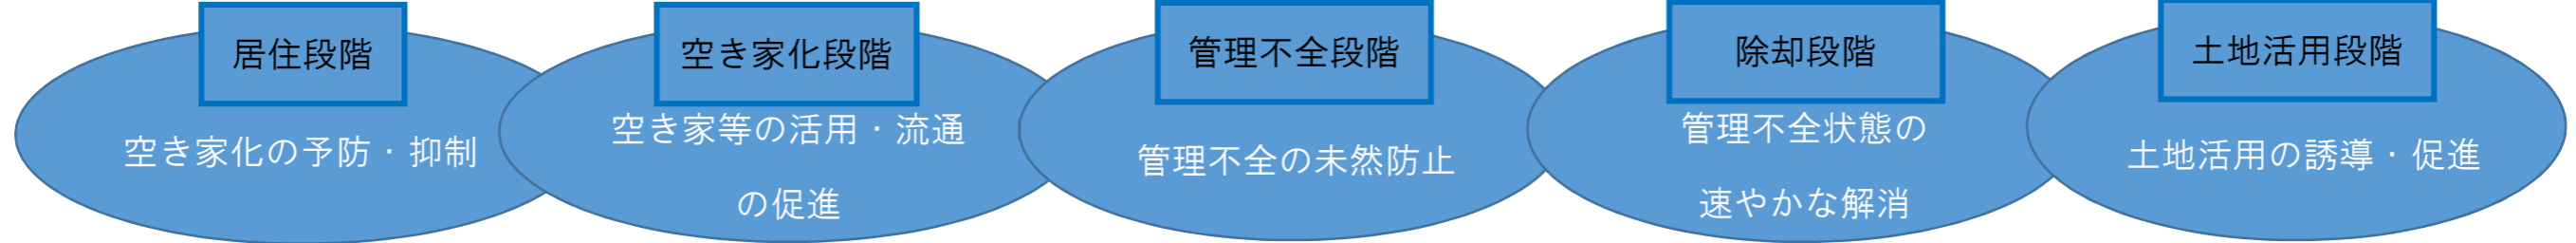 居住段階
空き家化の予防・抑制
空き家化段階
空き家等の活用・流通
の促進
管理不全段階
管理不全の未然防止
除却段階
管理不全状態の
速やかな解消
土地活用段階
土地活用の誘導・促進